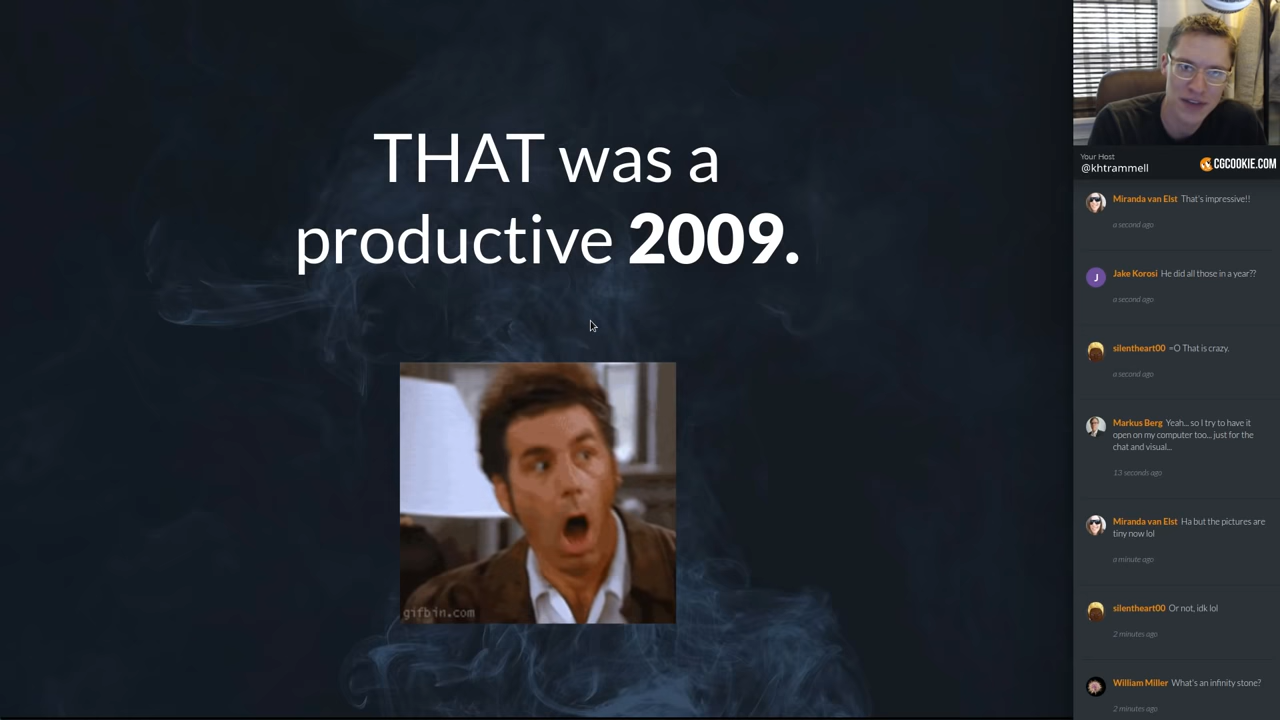 THAT was a
productive 2009.
gifbin.com
Your Host
@khtrammell
CGCOOKIE.COM
Miranda van Elst That's impressive!!
a second ago
J
Jake Korosi He did all those in a year??
a second ago
silentheart00 =O That is crazy.
a second ago
Markus Berg Yeah... so I try to have it
open on my computer too... just for the
chat and visual...
13 seconds ago
Miranda van Elst Ha but the pictures are
tiny now lol
a minute ago
silentheart00 Or not, idk lol
2 minutes ago
William Miller What's an infinity stone?
2 minutes ago